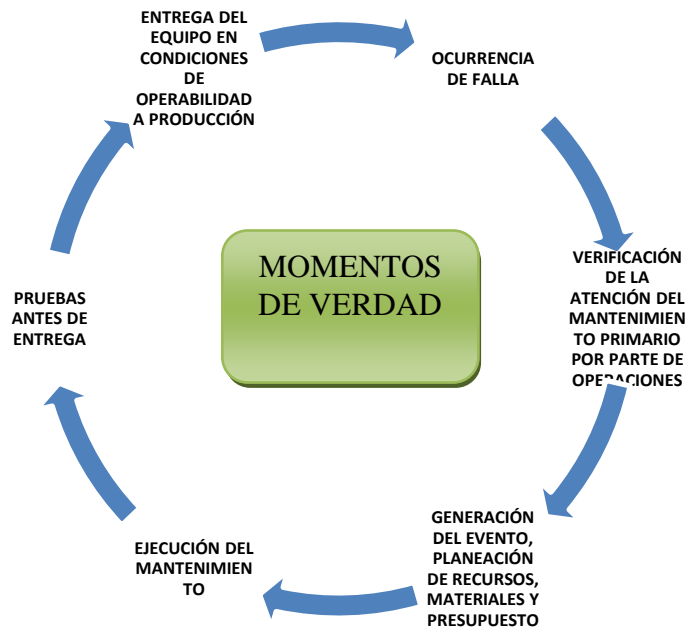 ENTREGA DEL
EQUIPO EN
CONDICIONES
DE
OPERABILIDAD
A PRODUCCIÓN
OCURRENCIA
DE FALLA
VERIFICACIÓN
DE LA
ATENCIÓN DEL
MANTENIMIEN
TO PRIMARIO
POR PARTE DE
OPERACIONES
GENERACIÓN
DEL EVENTO,
PLANEACIÓN
DE RECURSOS,
MATERIALES Y
PRESUPUESTO
EJECUCIÓN DEL
MANTENIMIEN
TO
PRUEBAS
ANTES DE
ENTREGA
MOMENTOS
DE VERDAD